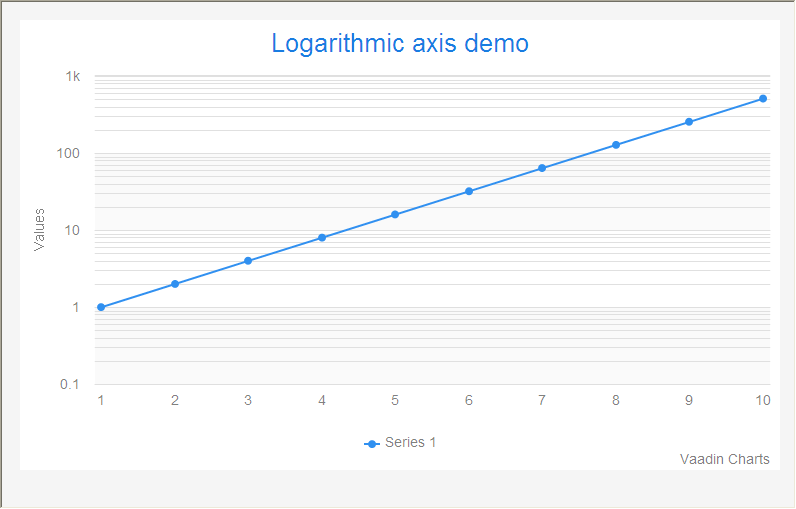 Logarithmic axis demo
1k
100
10
1
0.1
Values
1 2 3 4 5 6 7 8 9 10
Series 1
Vaadin Charts